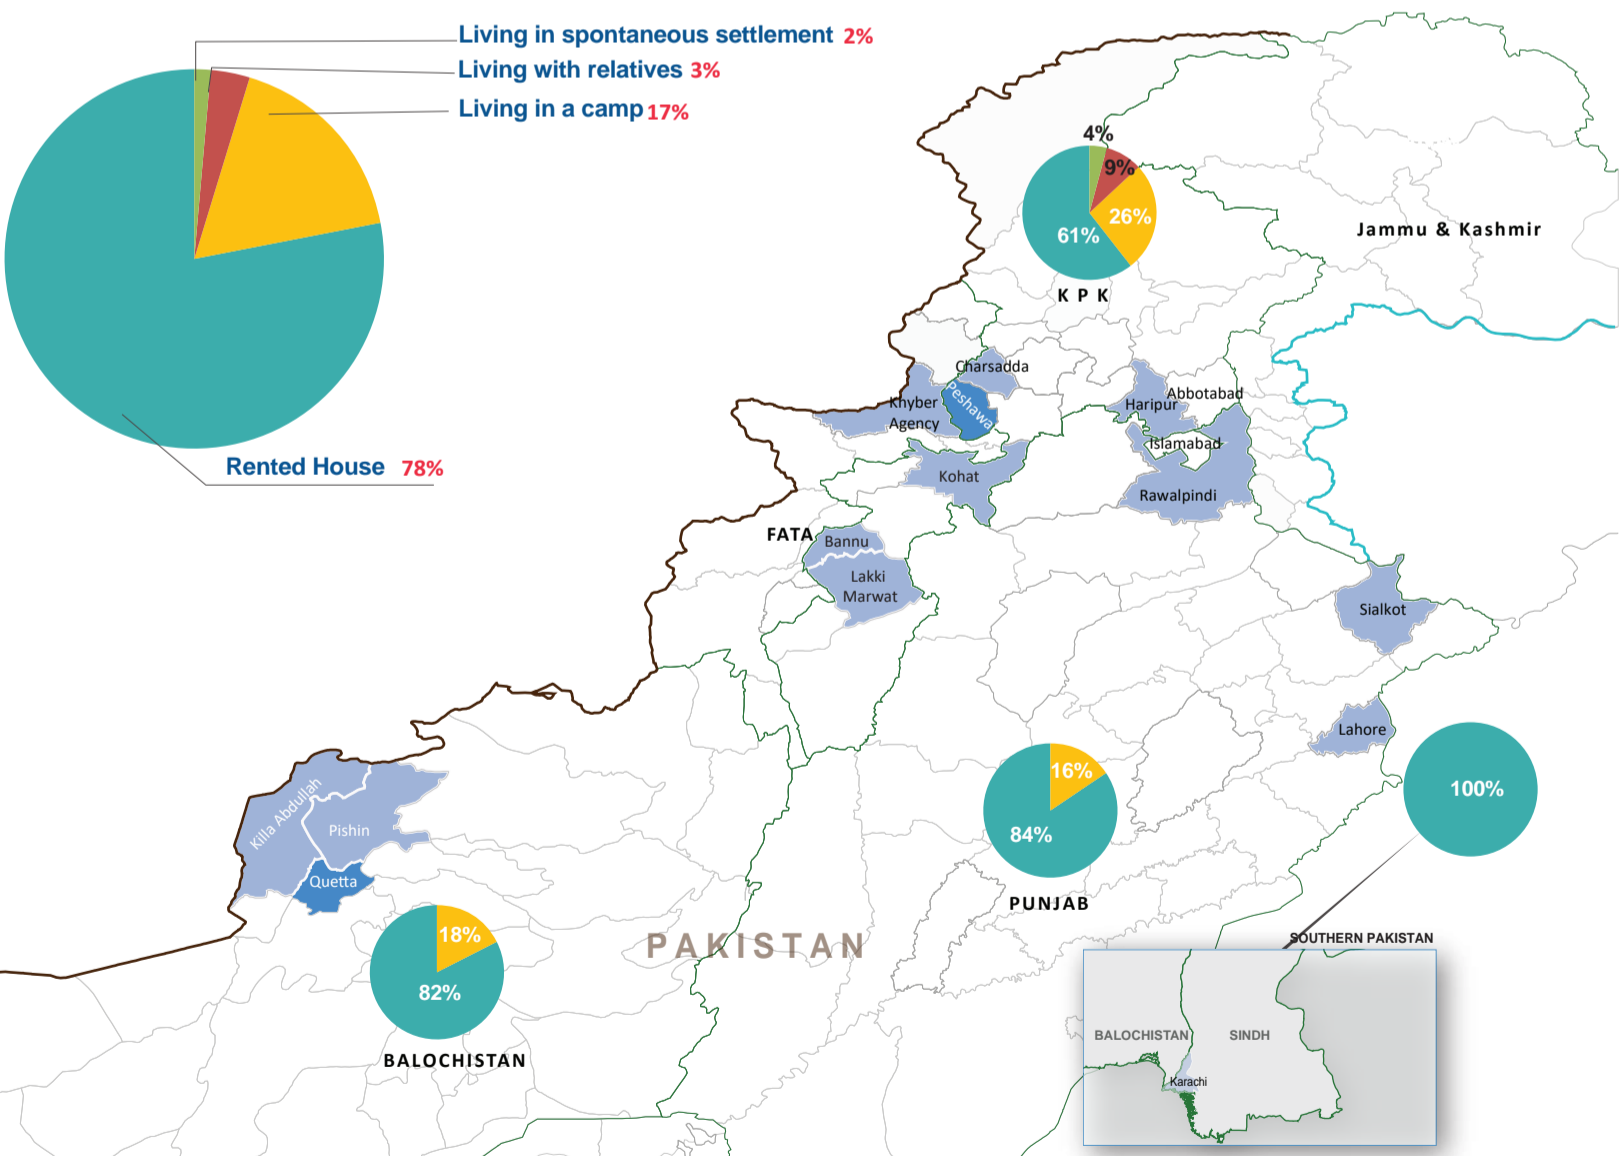 Living in spontaneous settlement 2%
Living with relatives 3%
Living in a camp 17%
Rented House 78%
4%
9%
26%
61%
K P K
Jammu & Kashmir
Charsadda
Peshawa
Khyber
Agency
Haripur
Abbotabad
Islamabad
Rawalpindi
Kohat
FATA
Bannu
Lakki
Marwat
Sialkot
Lahore
16%
84%
PUNJAB
100%
Killa Abdullah
Pishin
Quetta
18%
82%
BALOCHISTAN
PAKISTAN
SOUTHERN PAKISTAN
BALOCHISTAN
SINDH
Karachi